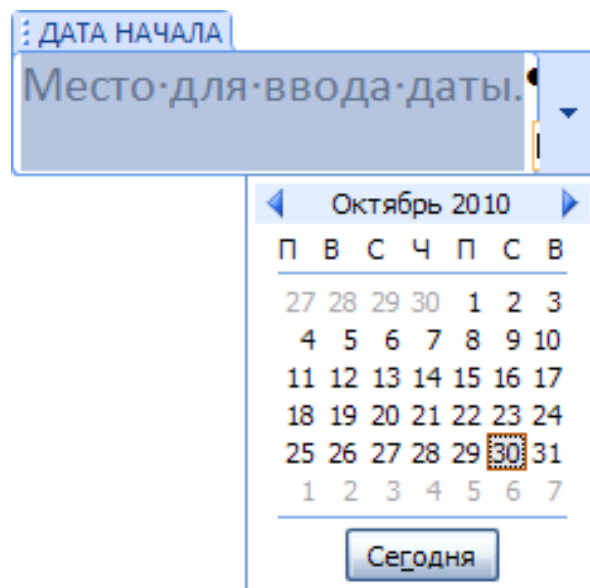 ДАТА НАЧАЛА
Место·для·ввода·даты.
Октябрь 2010
П В С Ч П С В
27 28 29 30 1 2 3
4 5 6 7 8 9 10
11 12 13 14 15 16 17
18 19 20 21 22 23 24
25 26 27 28 29 30 31
1 2 3 4 5 6 7
Сегодня